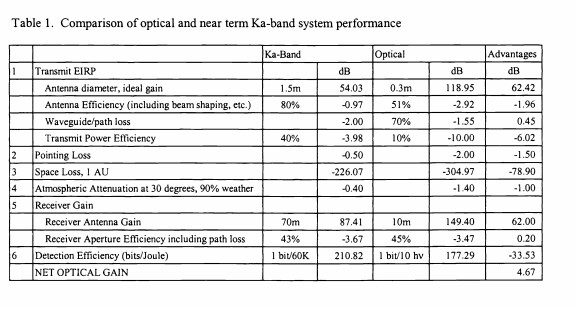 Table 1. Comparison of optical and near term Ka-band system performance
Ka-Band Optical Advantages
1 Transmit EIRP dB dB dB
Antenna diameter, ideal gain 1.5m 54.03 0.3m 118.95 62.42
Antenna Efficiency (including beam shaping, etc.) 80% -0.97 51% -2.92 -1.96
Waveguide/path loss -2.00 70% -1.55 0.45
Transmit Power Efficiency 40% -3.98 10% -10.00 -6.02
2 Pointing Loss -0.50 -2.00 -1.50
3 Space Loss, 1 AU -226.07 -304.97 -78.90
4 Atmospheric Attenuation at 30 degrees, 90% weather -0.40 -1.40 -1.00
5 Receiver Gain
Receiver Antenna Gain 70m 87.41 10m 149.40 62.00
Receiver Aperture Efficiency including path loss 43% -3.67 45% -3.47 0.20
6 Detection Efficiency (bits/Joule) 1 bit/60K 210.82 1 bit/10 hv 177.29 -33.53
NET OPTICAL GAIN 4.67